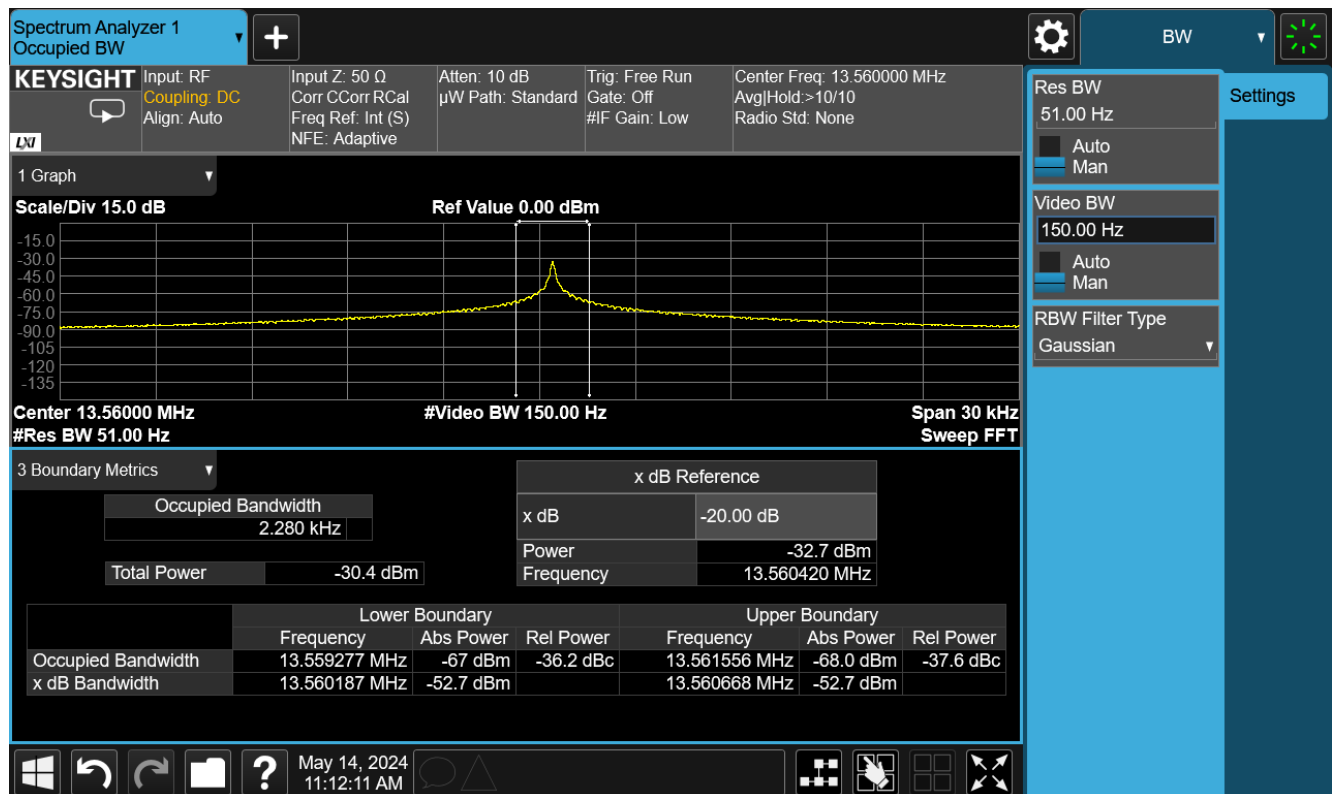 Spectrum Analyzer 1
Occupied BW
BW
KEYSIGHT
LXI
Input: RF
Coupling: DC
Align: Auto
Input Z: 50 Ω
Corr CCorr RCal
Freq Ref: Int (S)
NFE: Adaptive
Atten: 10 dB
µW Path: Standard
Trig: Free Run
Gate: Off
#IF Gain: Low
Center Freq: 13.560000 MHz
Avg|Hold:>10/10
Radio Std: None
1 Graph
Scale/Div 15.0 dB
Ref Value 0.00 dBm
-15.0
-30.0
-45.0
-60.0
-75.0
-90.0
-105
-120
-135
Center 13.56000 MHz
#Video BW 150.00 Hz
Span 30 kHz
#Res BW 51.00 Hz
Sweep FFT
3 Boundary Metrics
Occupied Bandwidth
2.280 kHz
Total Power -30.4 dBm
x dB Reference
x dB -20.00 dB
Power -32.7 dBm
Frequency 13.560420 MHz
Lower Boundary Upper Boundary
Frequency Abs Power Rel Power Frequency Abs Power Rel Power
Occupied Bandwidth 13.559277 MHz -67 dBm -36.2 dBc 13.561556 MHz -68.0 dBm -37.6 dBc
x dB Bandwidth 13.560187 MHz -52.7 dBm 13.560668 MHz -52.7 dBm
Res BW
51.00 Hz
Auto
Man
Video BW
150.00 Hz
Auto
Man
RBW Filter Type
Gaussian
Settings
?
May 14, 2024
11:12:11 AM